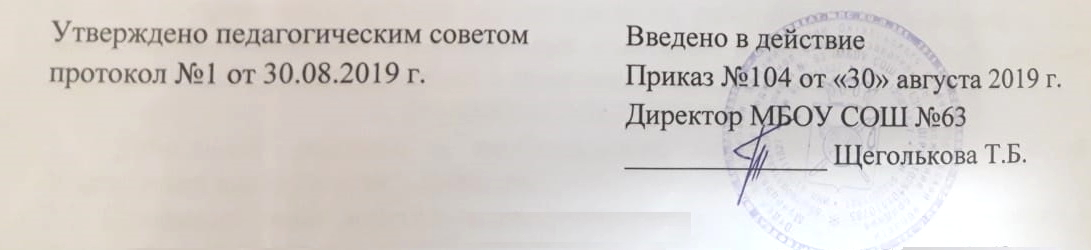 Утверждено педагогическим советом
протокол №1 от 30.08.2019 г.
Введено в действие
Приказ №104 от «30» августа 2019 г.
Директор МБОУ СОШ №63
Щеголькова Т.Б.